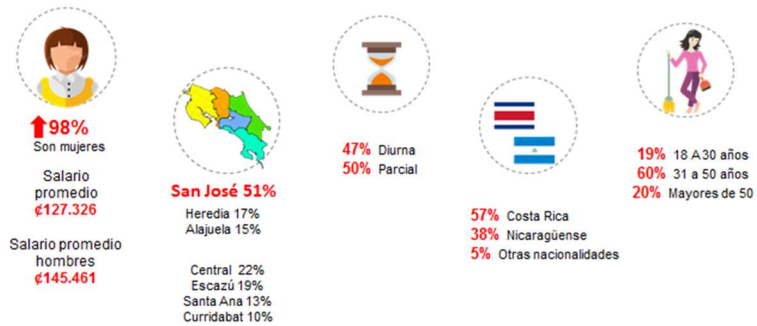 98%
Son mujeres
Salario
promedio
₡127.326
Salario promedio
hombres
₡145.461
San José 51%
Heredia 17%
Alajuela 15%
Central 22%
Escazú 19%
Santa Ana 13%
Curridabat 10%
47% Diurna
50% Parcial
57% Costa Rica
38% Nicaragüense
5% Otras nacionalidades
19% 18 A 30 años
60% 31 a 50 años
20% Mayores de 50